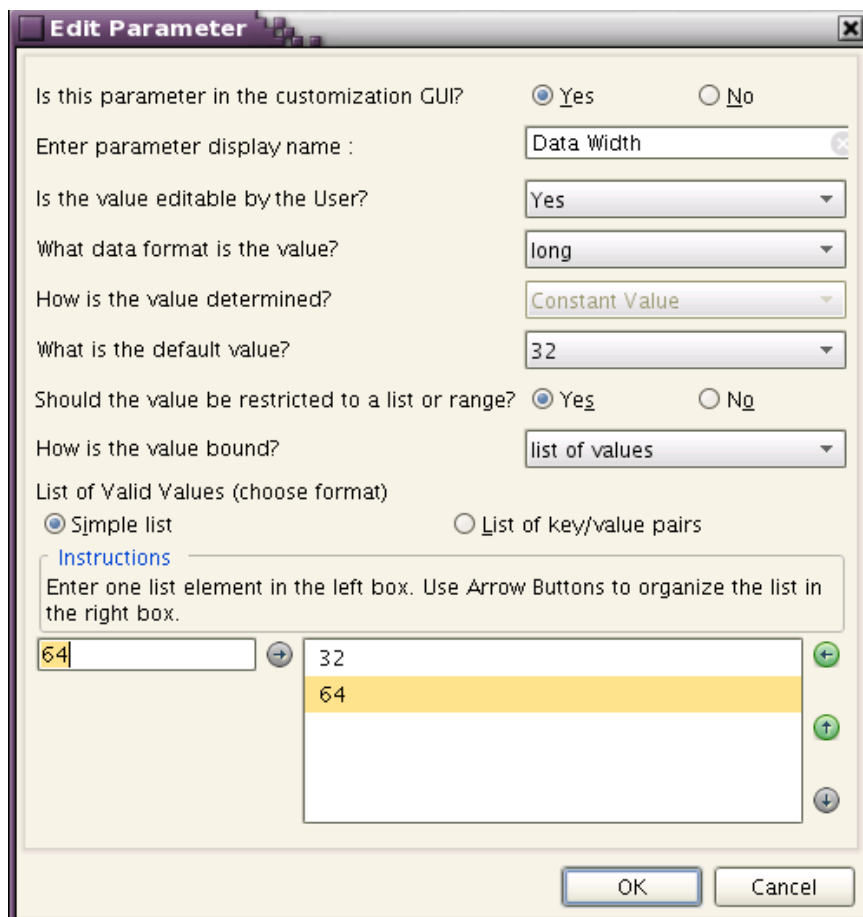 Edit Parameter
Is this parameter in the customization GUI? Yes No
Enter parameter display name : Data Width
Is the value editable by the User? Yes
What data format is the value? long
How is the value determined? Constant Value
What is the default value? 32
Should the value be restricted to a list or range? Yes No
How is the value bound? list of values
List of Valid Values (choose format)
Simple list List of key/value pairs
Instructions
Enter one list element in the left box. Use Arrow Buttons to organize the list in
the right box.
64 32
64
OK Cancel